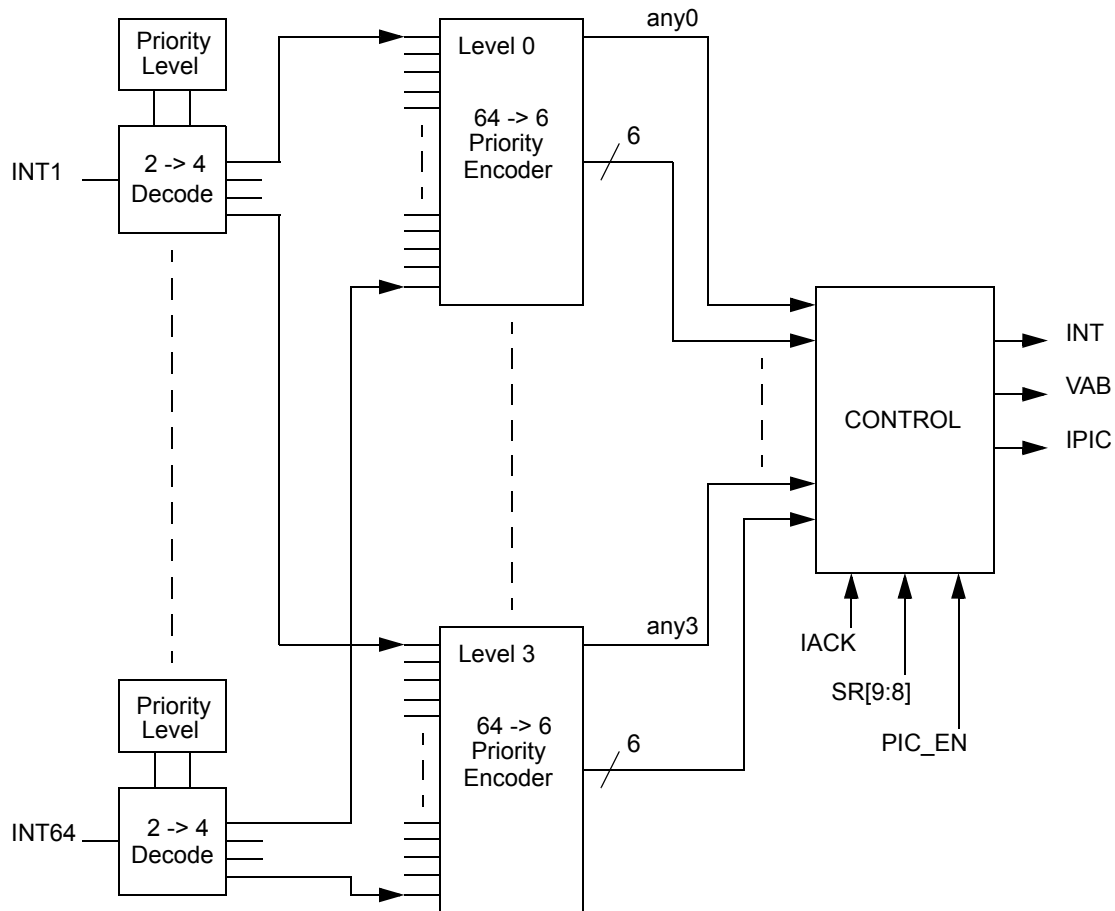 Priority
Level
2 -> 4
Decode
INT1
Level 0
64 -> 6
Priority
Encoder
any0
6
CONTROL
INT
VAB
IPIC
IACK
SR[9:8]
PIC_EN
Priority
Level
2 -> 4
Decode
INT64
Level 3
64 -> 6
Priority
Encoder
any3
6